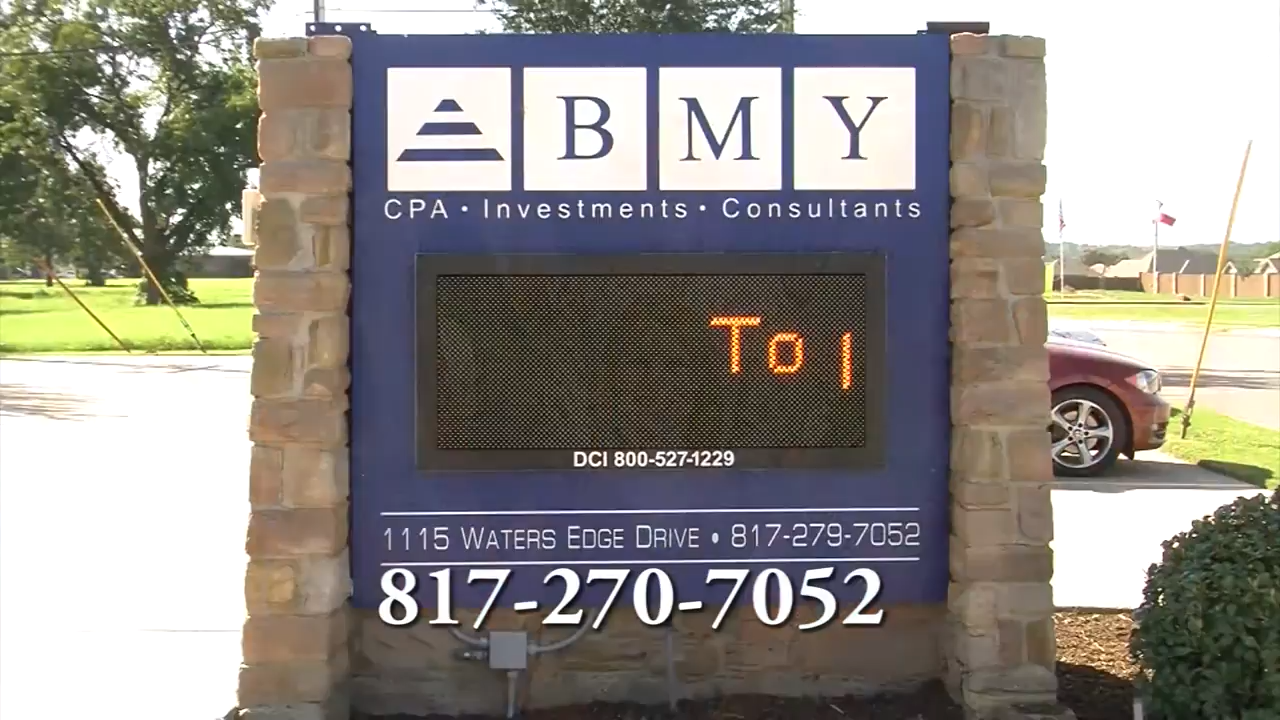 BMY
CPA • Investments • Consultants
To
DCI 800-527-1229
1115 WATERS EDGE DRIVE • 817-279-7052
817-270-7052